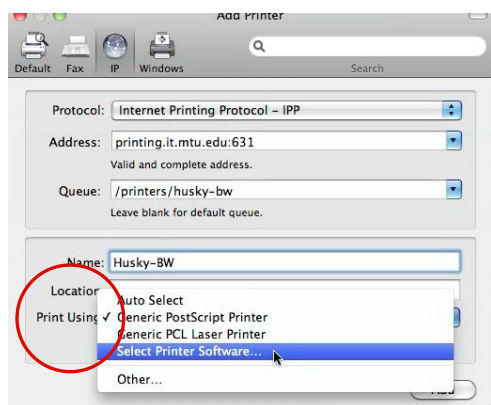 Add Printer
Default Fax IP Windows Search
Protocol: Internet Printing Protocol – IPP
Address: printing.it.mtu.edu:631
Valid and complete address.
Queue: /printers/husky-bw
Leave blank for default queue.
Name: Husky-BW
Location
Auto Select
Print Using ✓ Generic PostScript Printer
Generic PCL Laser Printer
Select Printer Software...
Other...
Add